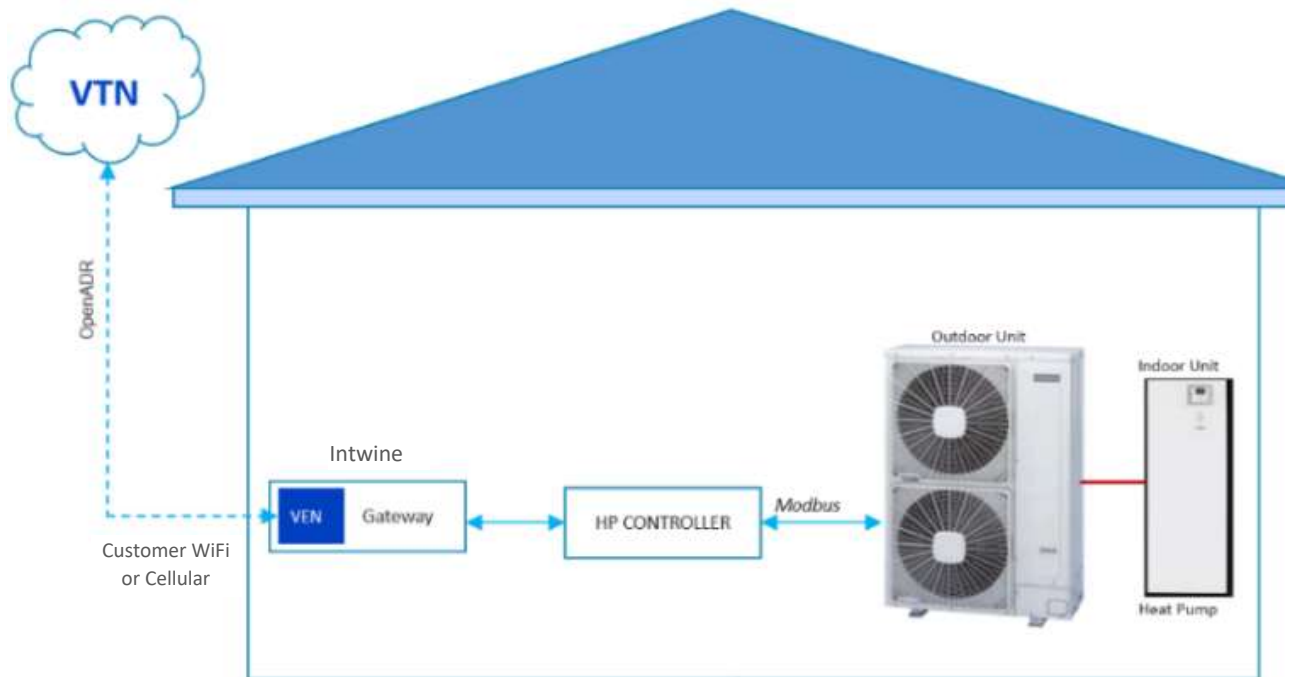 VTN
OpenADR
Outdoor Unit
Indoor Unit
Intwine
VEN
Gateway
HP CONTROLLER
Modbus
Customer WiFi
or Cellular
Heat Pump